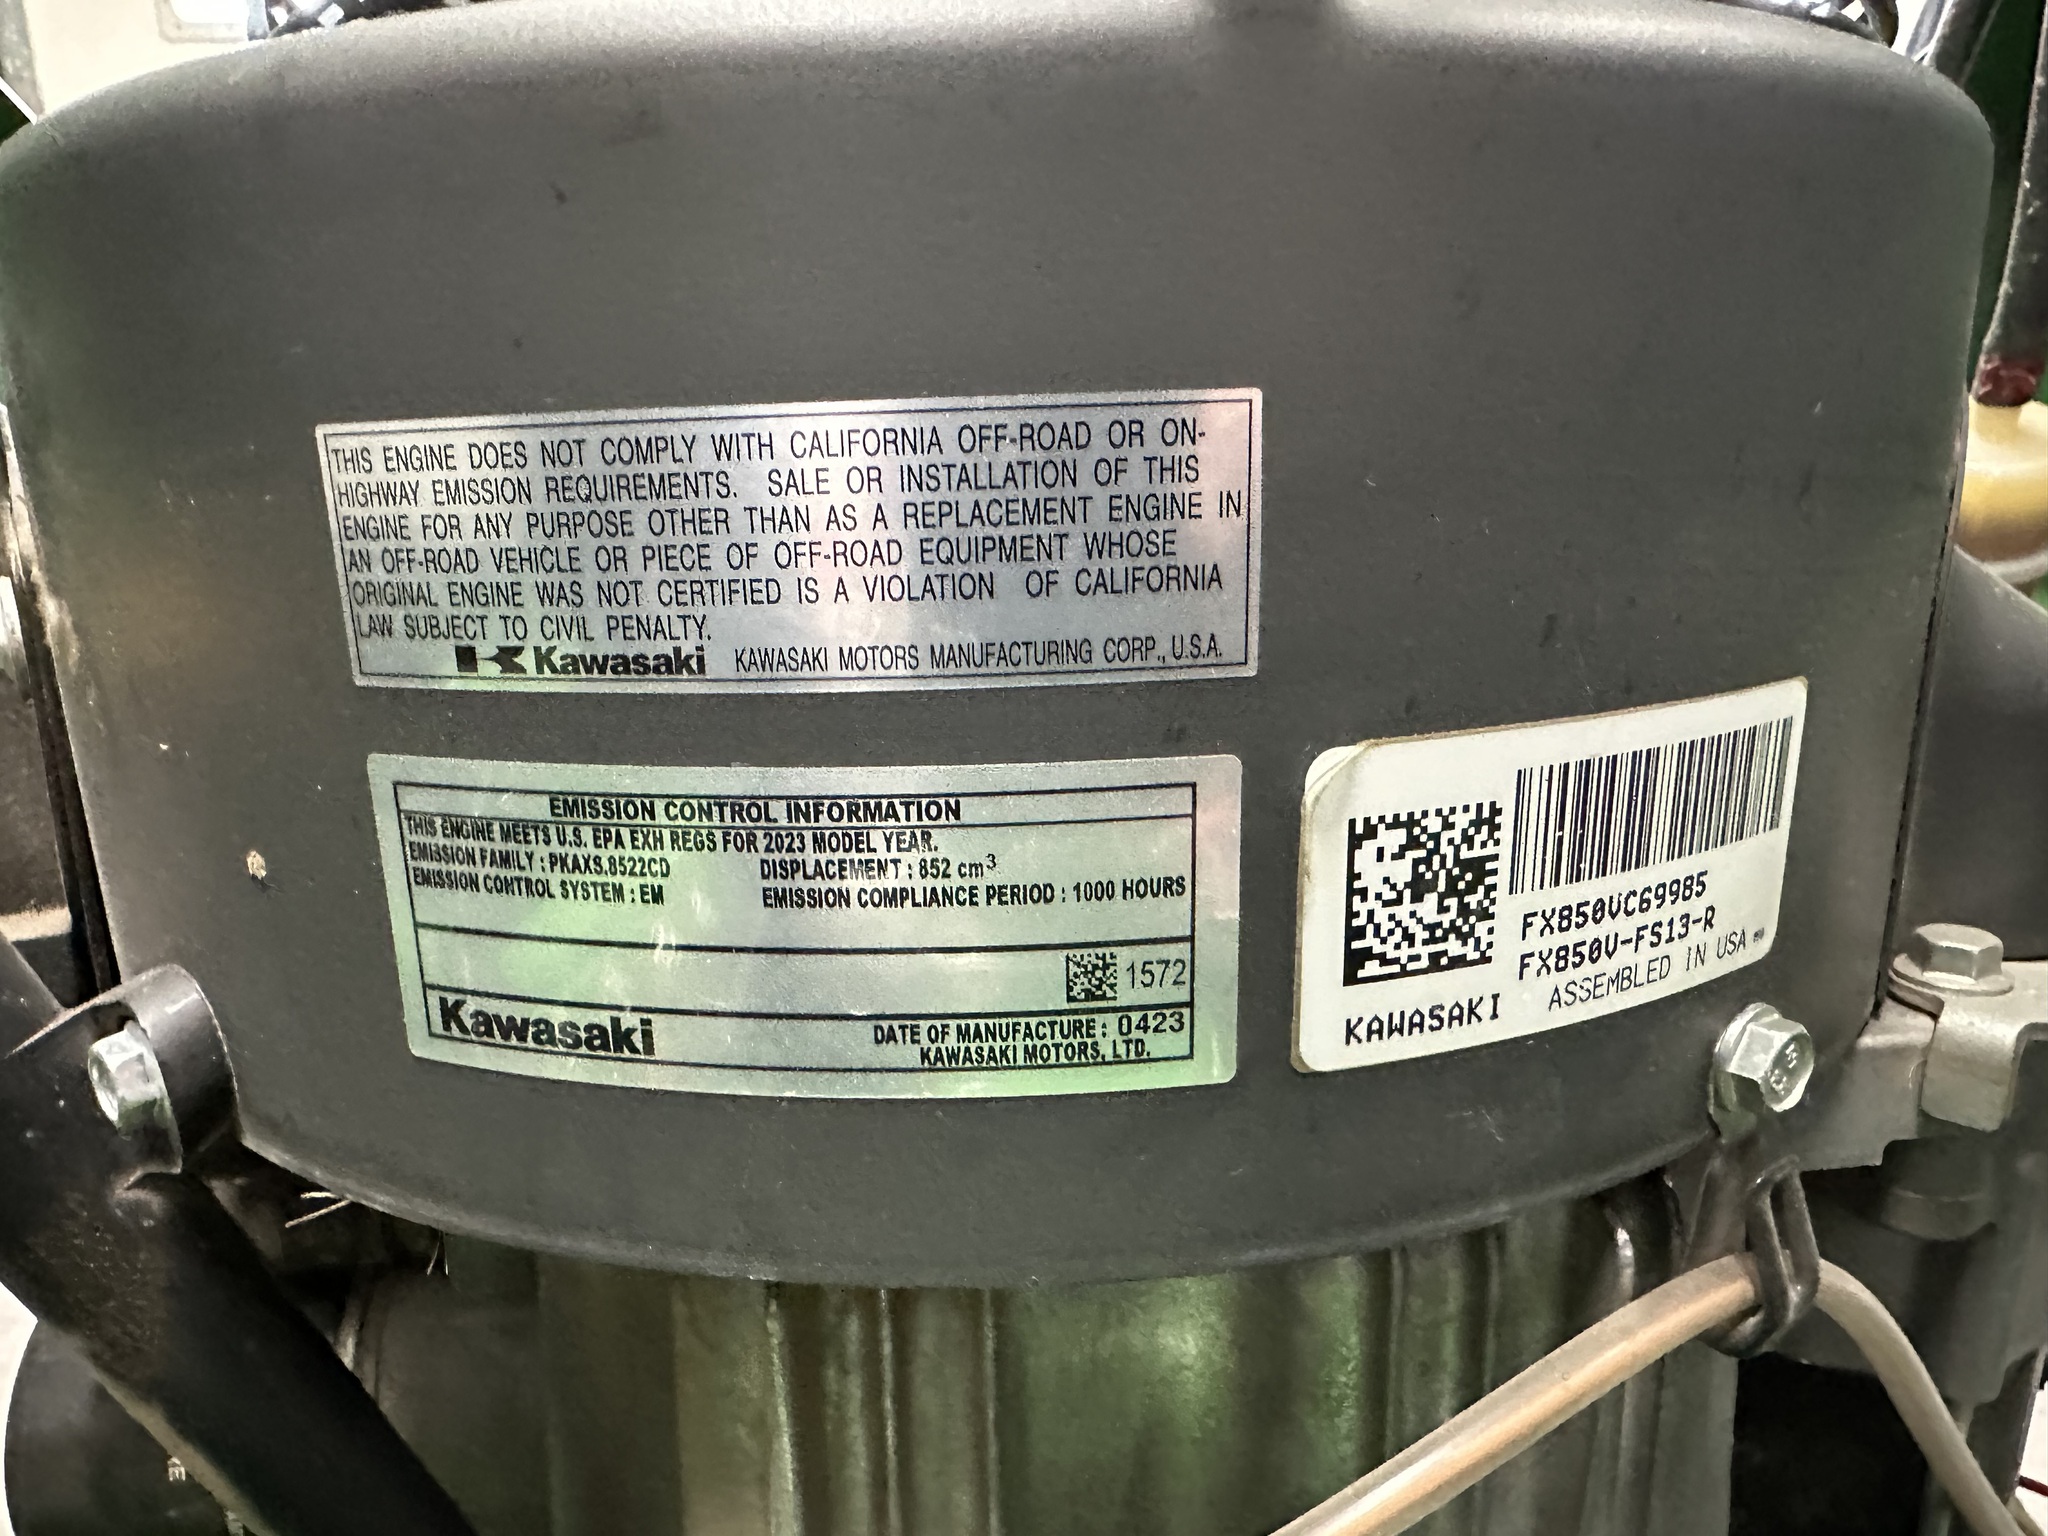 THIS ENGINE DOES NOT COMPLY WITH CALIFORNIA OFF-ROAD OR ON-
HIGHWAY EMISSION REQUIREMENTS. SALE OR INSTALLATION OF THIS
ENGINE FOR ANY PURPOSE OTHER THAN AS A REPLACEMENT ENGINE IN
AN OFF-ROAD VEHICLE OR PIECE OF OFF-ROAD EQUIPMENT WHOSE
ORIGINAL ENGINE WAS NOT CERTIFIED IS A VIOLATION OF CALIFORNIA
LAW SUBJECT TO CIVIL PENALTY.
Kawasaki KAWASAKI MOTORS MANUFACTURING CORP., U.S.A.
EMISSION CONTROL INFORMATION
THIS ENGINE MEETS U.S. EPA EXH REGS FOR 2023 MODEL YEAR.
EMISSION FAMILY : PKAXS.8522CD DISPLACEMENT : 852 cm³
EMISSION CONTROL SYSTEM : EM EMISSION COMPLIANCE PERIOD : 1000 HOURS
1572
Kawasaki
DATE OF MANUFACTURE : 0423
KAWASAKI MOTORS, LTD.
FX850VC69985
FX850V-FS13-R
ASSEMBLED IN USA
KAWASAKI